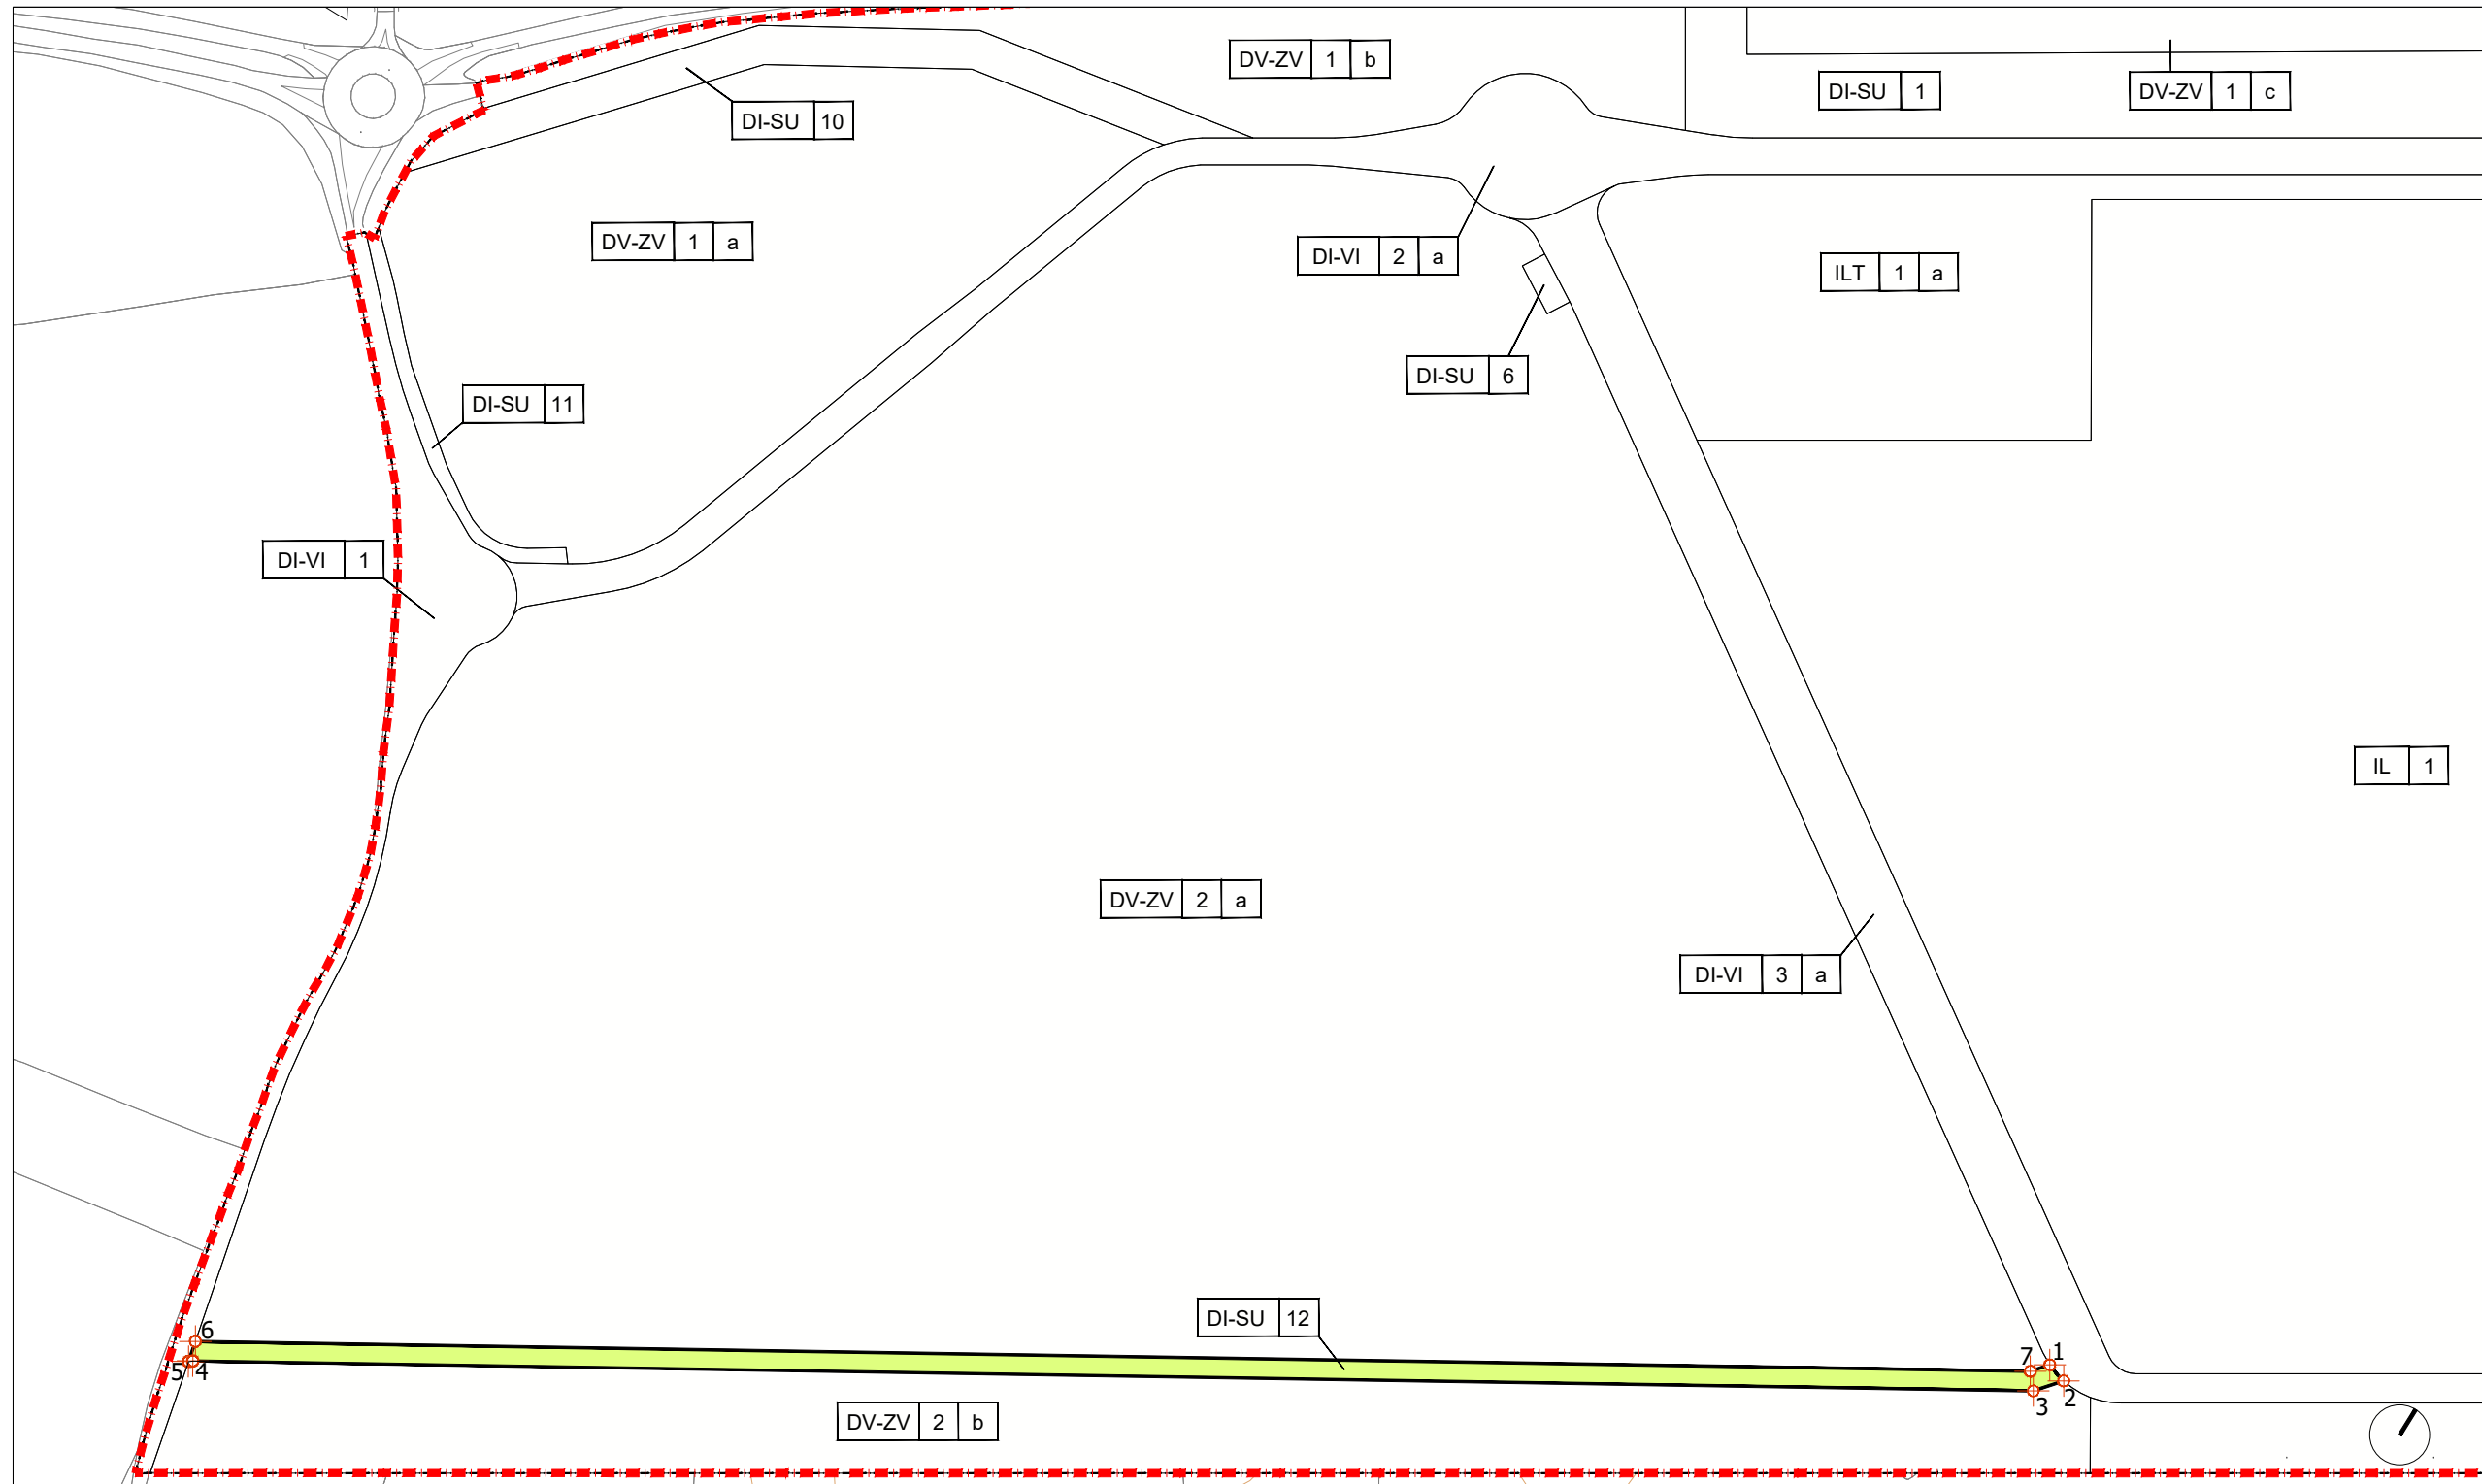 DV-ZV 1 b
DI-SU 1
DV-ZV 1 c
DI-SU 10
DV-ZV 1 a
DI-VI 2 a
ILT 1 a
DI-SU 6
DI-SU 11
DI-VI 1
IL 1
DV-ZV 2 a
DI-VI 3 a
DI-SU 12
6
7 1
5 4
3 2
DV-ZV 2 b